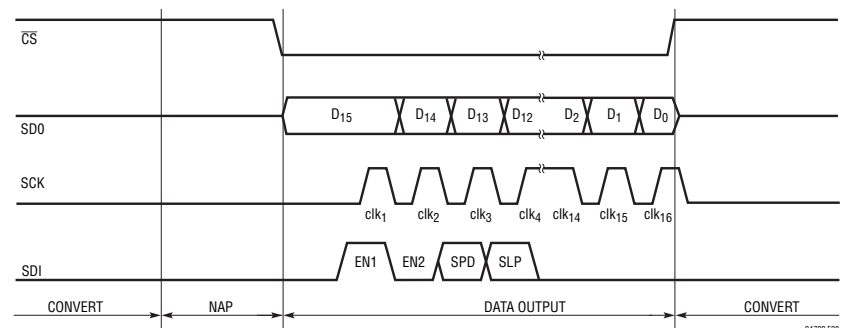 CS
D15 D14 D13 D12 D2 D1 D0
SD0
SCK
clk1 clk2 clk3 clk4 clk14 clk15 clk16
EN1 EN2 SPD SLP
SDI
CONVERT NAP DATA OUTPUT CONVERT